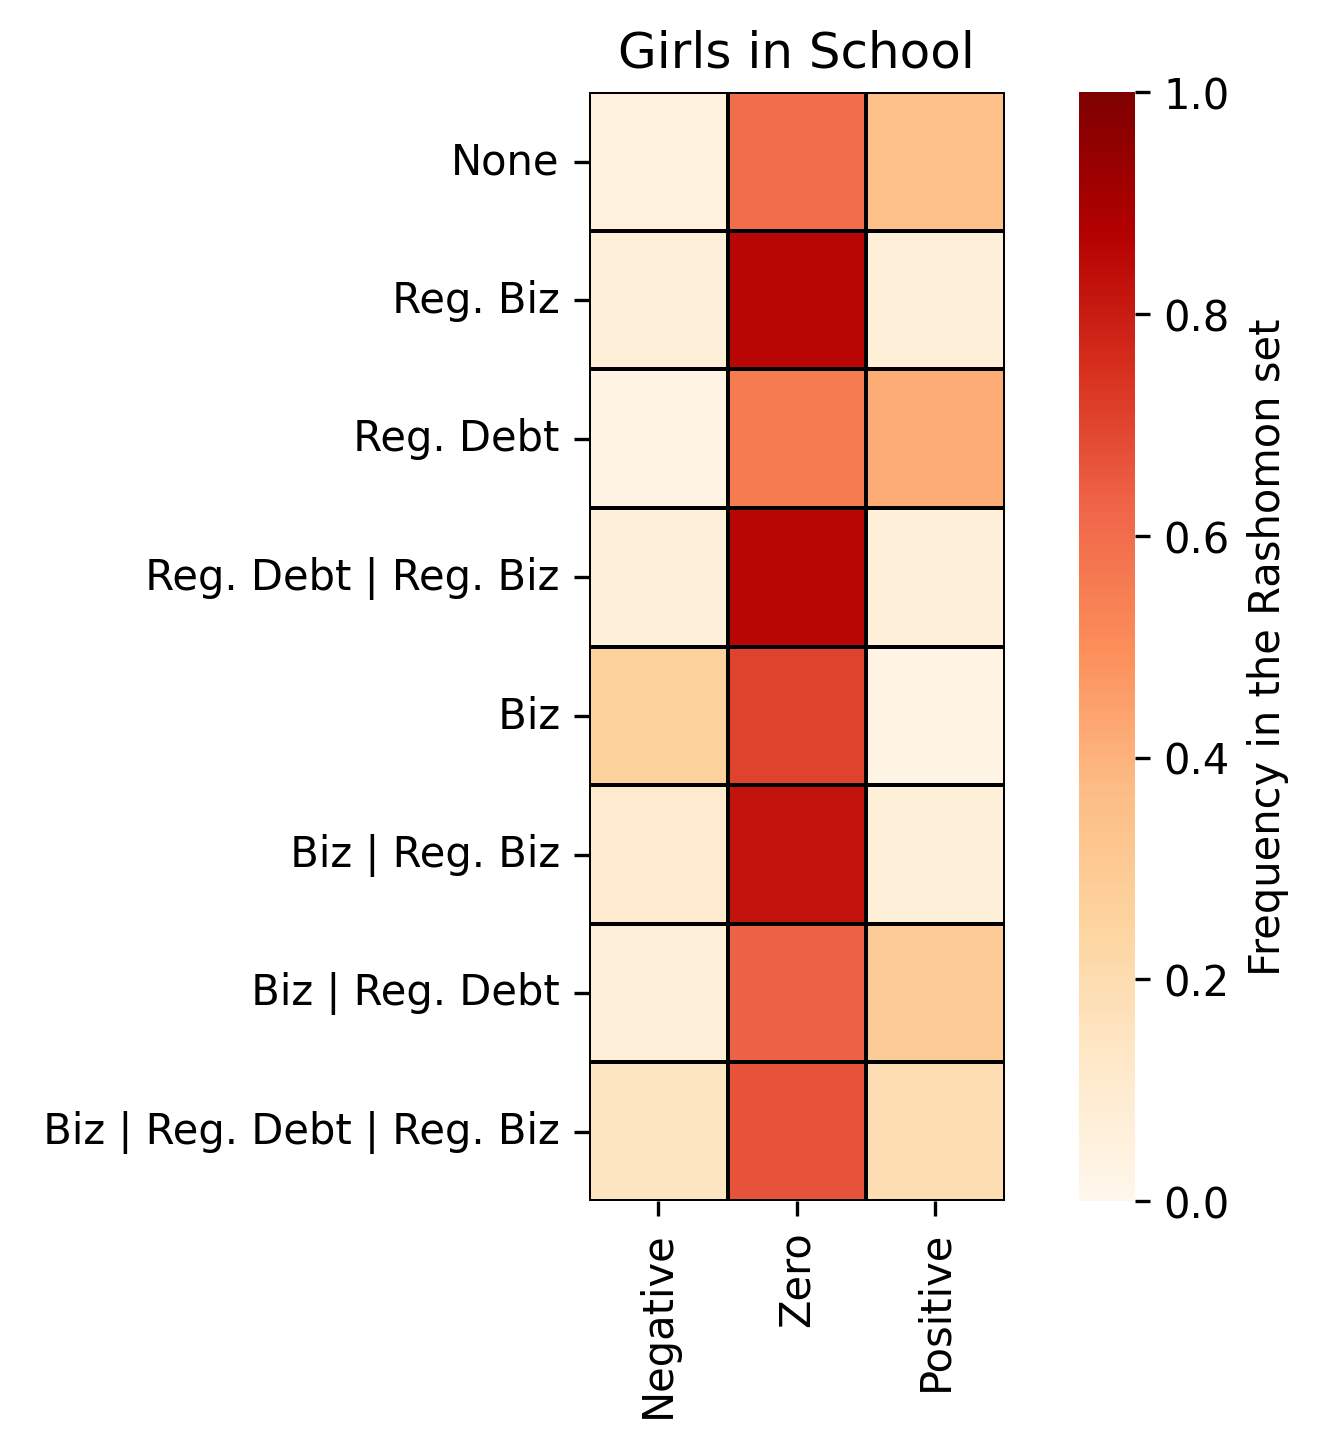 Girls in School
None
Reg. Biz
Reg. Debt
Reg. Debt | Reg. Biz
Biz
Biz | Reg. Biz
Biz | Reg. Debt
Biz | Reg. Debt | Reg. Biz
Negative
Zero
Positive
1.0
0.8
0.6
0.4
0.2
0.0
Frequency in the Rashomon set